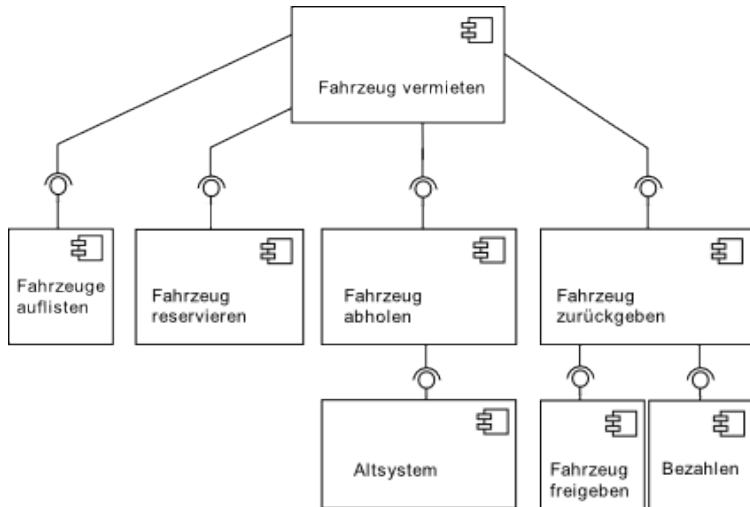 Fahrzeug vermieten
Fahrzeuge
auflisten
Fahrzeug
reservieren
Fahrzeug
abholen
Fahrzeug
zurückgeben
Altsystem
Fahrzeug
freigeben
Bezahlen